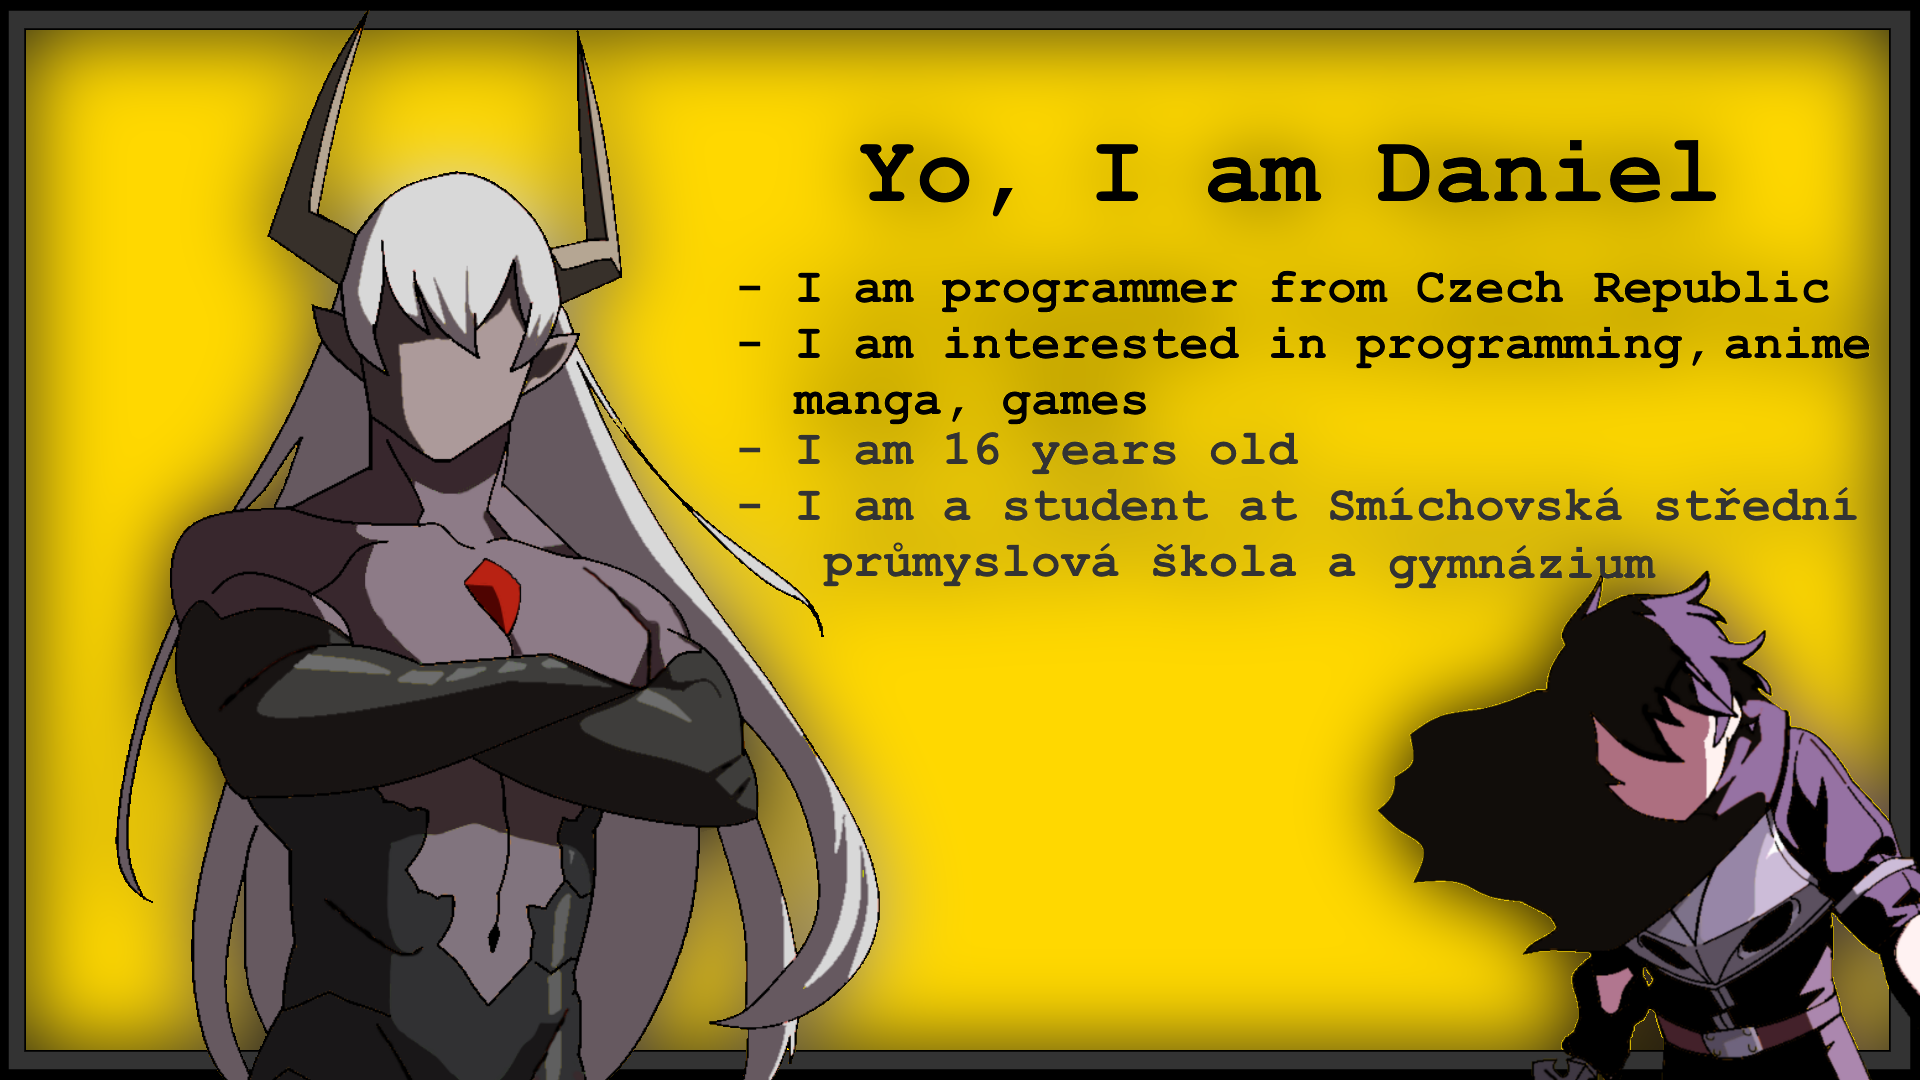 Yo, I am Daniel
- I am programmer from Czech Republic
- I am interested in programming, anime
manga, games
- I am 16 years old
- I am a student at Smíchovská střední
průmyslová škola a gymnázium